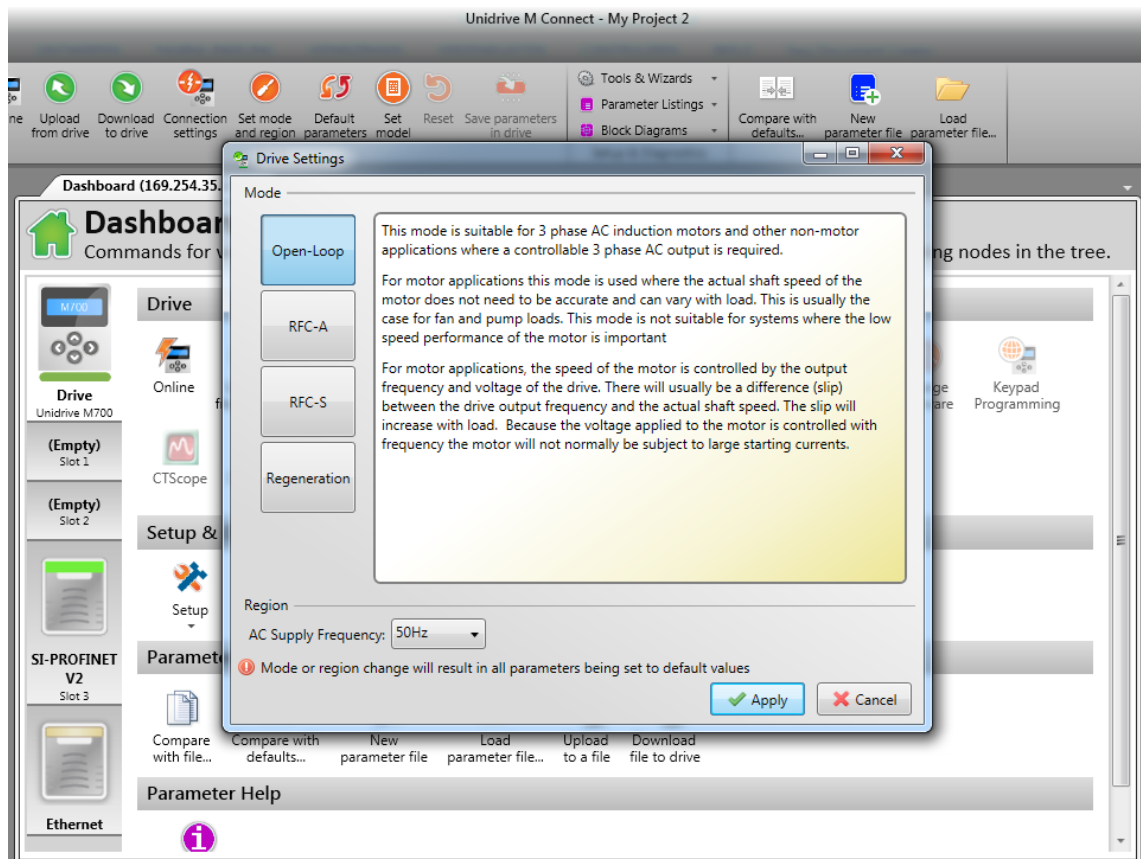 Unidrive M Connect - My Project 2
Tools & Wizards
Parameter Listings
Block Diagrams
ne Upload from drive
Download to drive
Connection settings
Set mode and region
Default parameters
Set model
Reset
Save parameters in drive
Compare with defaults...
New parameter file
Load parameter file...
Drive Settings
Dashboard (169.254.35.
Dashboar
Commands for
ng nodes in the tree.
Mode
Open-Loop
RFC-A
RFC-S
Regeneration
This mode is suitable for 3 phase AC induction motors and other non-motor
applications where a controllable 3 phase AC output is required.
For motor applications this mode is used where the actual shaft speed of the
motor does not need to be accurate and can vary with load. This is usually the
case for fan and pump loads. This mode is not suitable for systems where the low
speed performance of the motor is important
For motor applications, the speed of the motor is controlled by the output
frequency and voltage of the drive. There will usually be a difference (slip)
between the drive output frequency and the actual shaft speed. The slip will
increase with load. Because the voltage applied to the motor is controlled with
frequency the motor will not normally be subject to large starting currents.
Region
AC Supply Frequency: 50Hz
Mode or region change will result in all parameters being set to default values
Apply
Cancel
M700
Drive
Unidrive M700
(Empty)
Slot 1
(Empty)
Slot 2
SI-PROFINET
V2
Slot 3
Ethernet
Drive
Online
CTScope
Keypad
Programming
Setup &
Setup
Paramet
Compare
with file...
Compare with
defaults...
New
parameter file
Load
parameter file...
Upload
to a file
Download
file to drive
Parameter Help